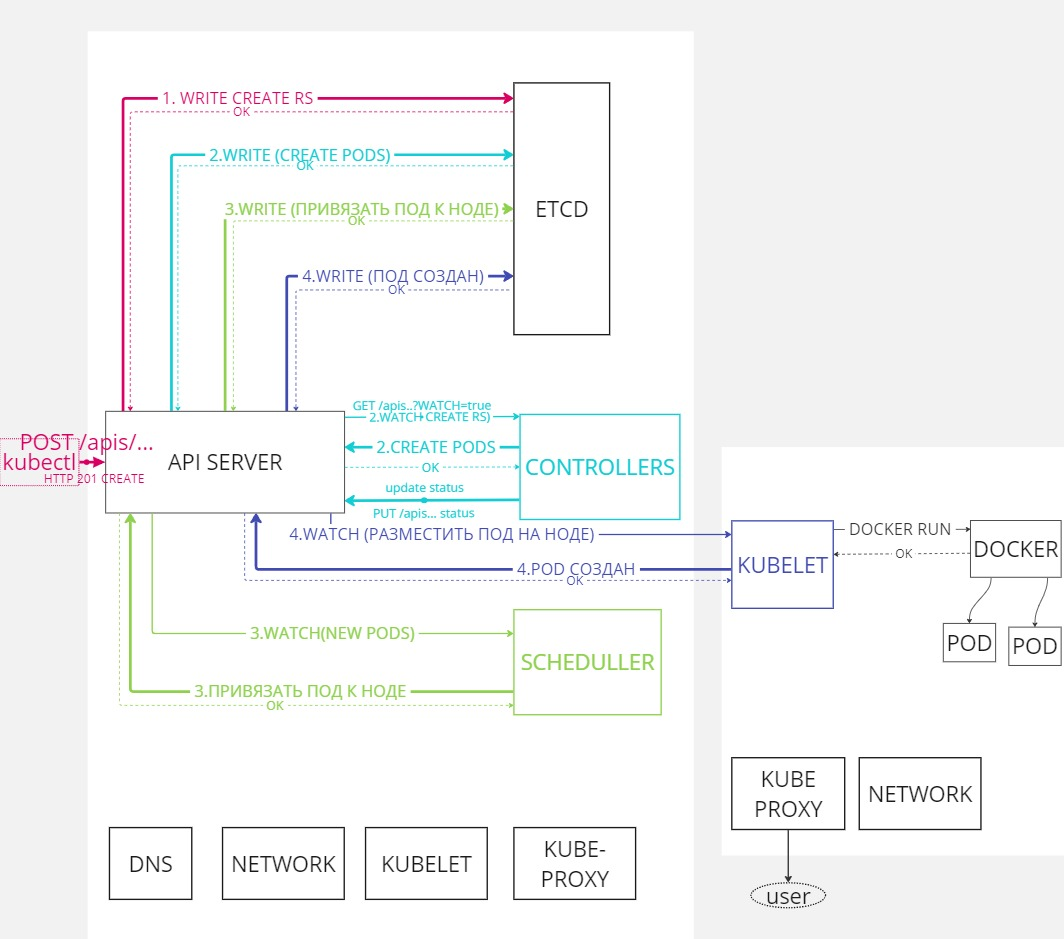 1. WRITE CREATE RS
OK
2.WRITE (CREATE PODS)
OK
3.WRITE (ПРИВЯЗАТЬ ПОД К НОДЕ)
OK
ETCD
4.WRITE (ПОД СОЗДАН)
OK
POST /apis/...
kubectl
HTTP 201 CREATE
API SERVER
GET /apis..?WATCH=true
2.WATCH CREATE RS)
2.CREATE PODS
OK
CONTROLLERS
update status
PUT /apis... status
4.WATCH (РАЗМЕСТИТЬ ПОД НА НОДЕ)
4.POD СОЗДАН
OK
KUBELET
DOCKER RUN
OK
DOCKER
POD
POD
3.WATCH(NEW PODS)
SCHEDULLER
3.ПРИВЯЗАТЬ ПОД К НОДЕ
OK
KUBE
PROXY
NETWORK
user
DNS
NETWORK
KUBELET
KUBE-
PROXY